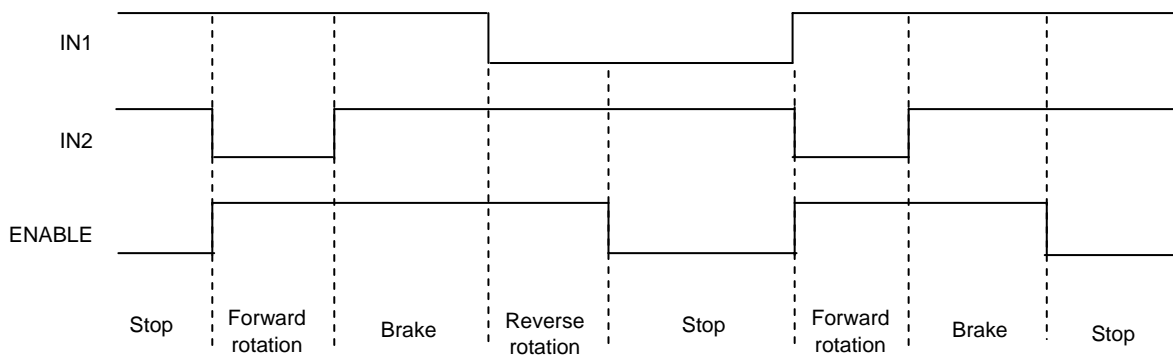 IN1
IN2
ENABLE
Stop
Forward
rotation
Brake
Reverse
rotation
Stop
Forward
rotation
Brake
Stop